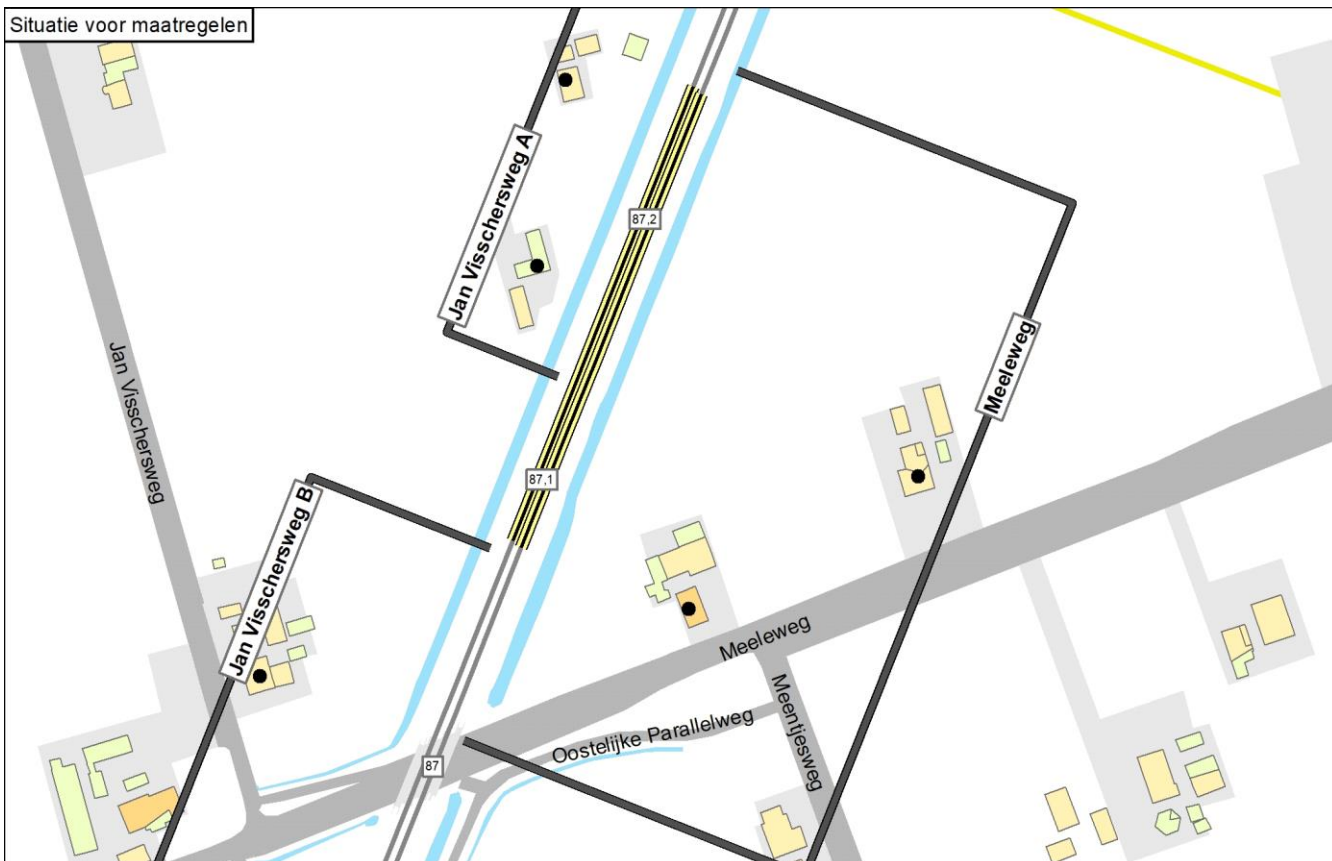 Situatie voor maatregelen
Jan Visschersweg A
87,2
Jan Visschersweg
Meeleweg
87,1
Jan Visschersweg B
Meeleweg
Meentjesweg
Oostelijke Parallelweg
87